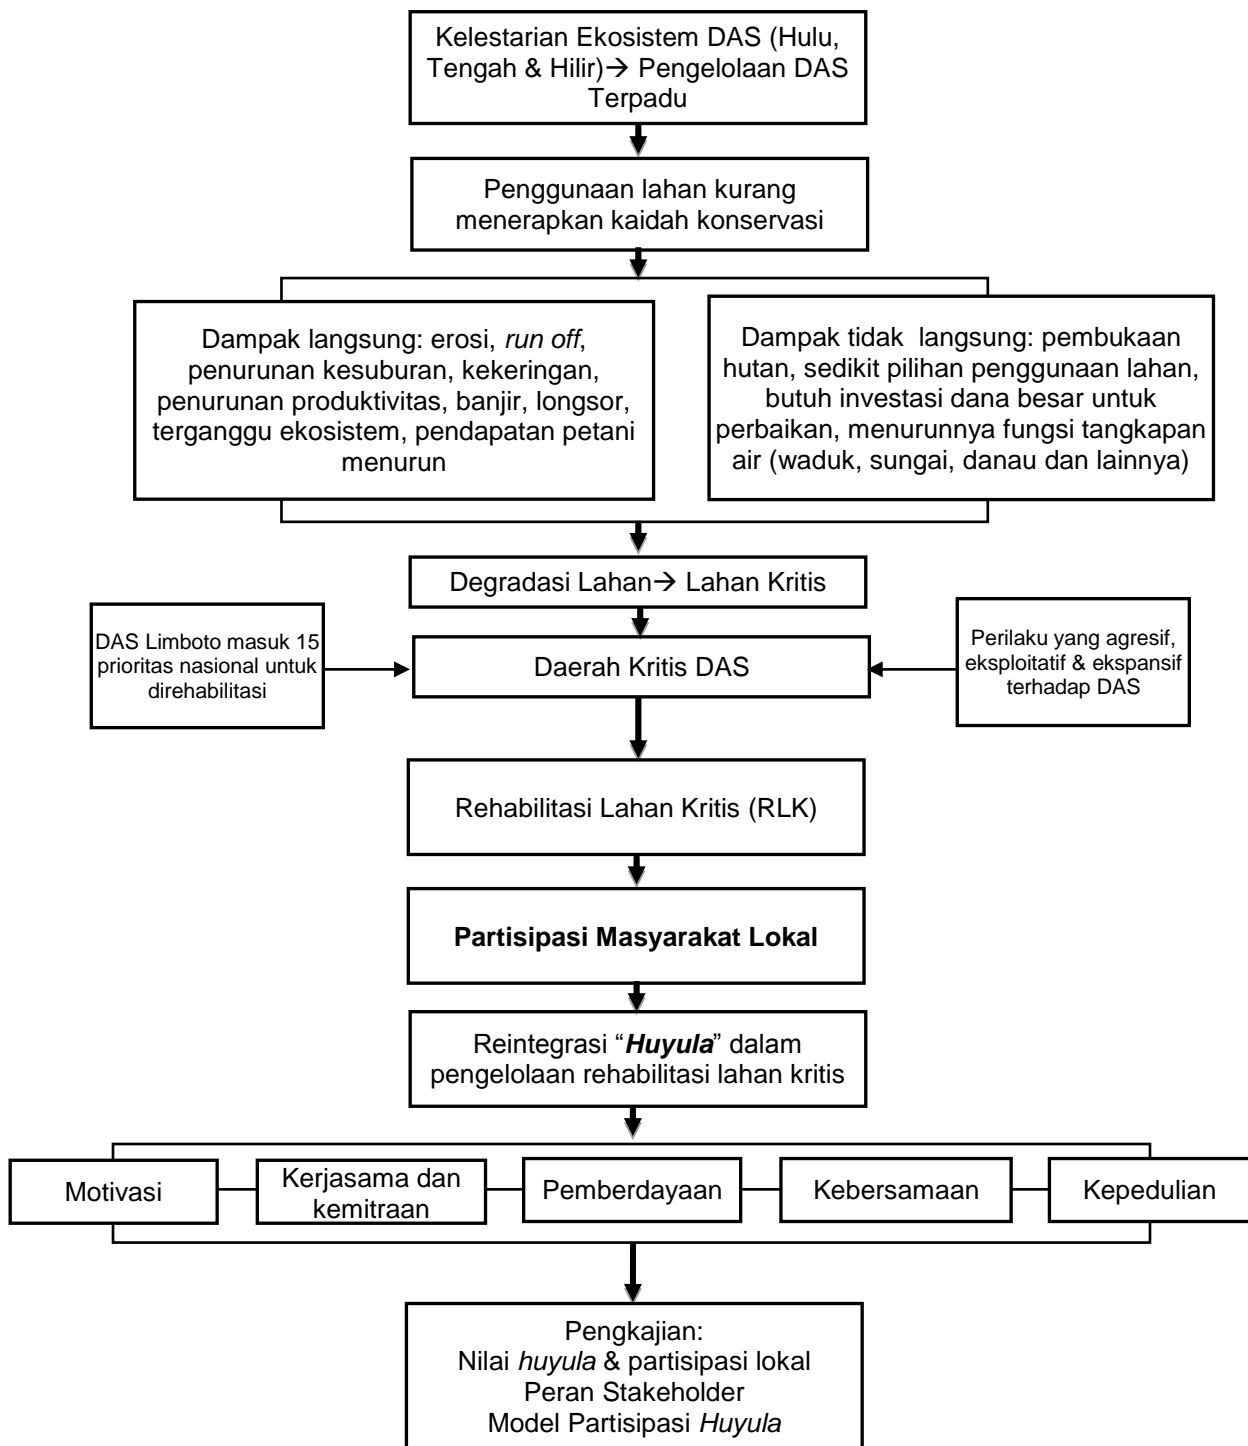 Kelestarian Ekosistem DAS (Hulu,
Tengah & Hilir)→ Pengelolaan DAS
Terpadu
Penggunaan lahan kurang
menerapkan kaidah konservasi
Dampak langsung: erosi, run off,
penurunan kesuburan, kekeringan,
penurunan produktivitas, banjir, longsor,
terganggu ekosistem, pendapatan petani
menurun
Dampak tidak langsung: pembukaan
hutan, sedikit pilihan penggunaan lahan,
butuh investasi dana besar untuk
perbaikan, menurunnya fungsi tangkapan
air (waduk, sungai, danau dan lainnya)
Degradasi Lahan→ Lahan Kritis
DAS Limboto masuk 15
prioritas nasional untuk
direhabilitasi
Daerah Kritis DAS
Perilaku yang agresif,
eksploitatif & ekspansif
terhadap DAS
Rehabilitasi Lahan Kritis (RLK)
Partisipasi Masyarakat Lokal
Reintegrasi “Huyula” dalam
pengelolaan rehabilitasi lahan kritis
Motivasi
Kerjasama dan
kemitraan
Pemberdayaan
Kebersamaan
Kepedulian
Pengkajian:
Nilai huyula & partisipasi lokal
Peran Stakeholder
Model Partisipasi Huyula